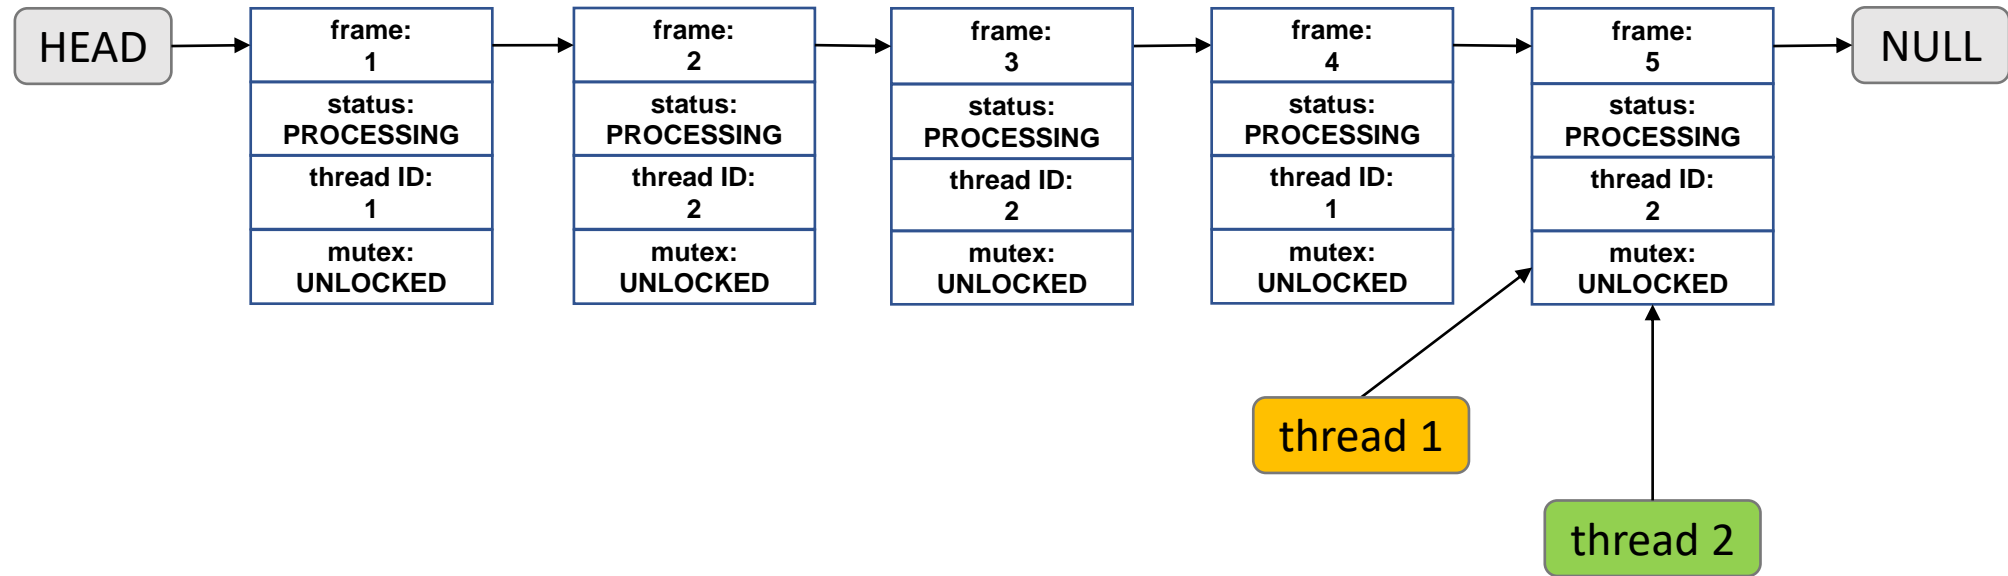 HEAD
frame:
1
status:
PROCESSING
thread ID:
1
mutex:
UNLOCKED
frame:
2
status:
PROCESSING
thread ID:
2
mutex:
UNLOCKED
frame:
3
status:
PROCESSING
thread ID:
2
mutex:
UNLOCKED
frame:
4
status:
PROCESSING
thread ID:
1
mutex:
UNLOCKED
frame:
5
status:
PROCESSING
thread ID:
2
mutex:
UNLOCKED
NULL
thread 1
thread 2